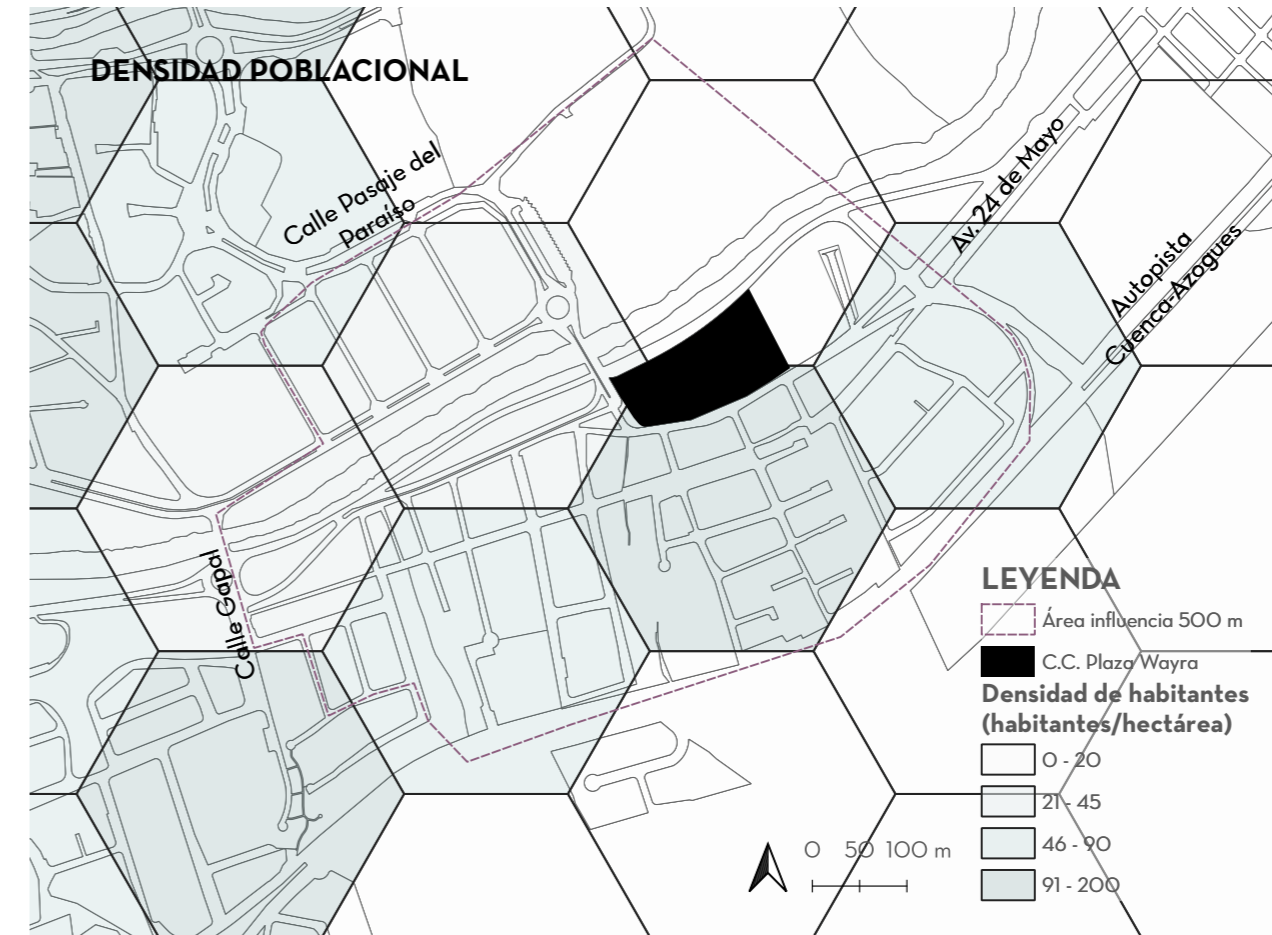 DENSIDAD POBLACIONAL
Calle Pasaje del
Paraíso
Av. 24 de Mayo
Autopista
Cuenca-Azogues
Calle Gapal
LEYENDA
Área influencia 500 m
C.C. Plaza Wayra
Densidad de habitantes
(habitantes/hectárea)
0 - 20
21 - 45
46 - 90
91 - 200
0 50 100 m